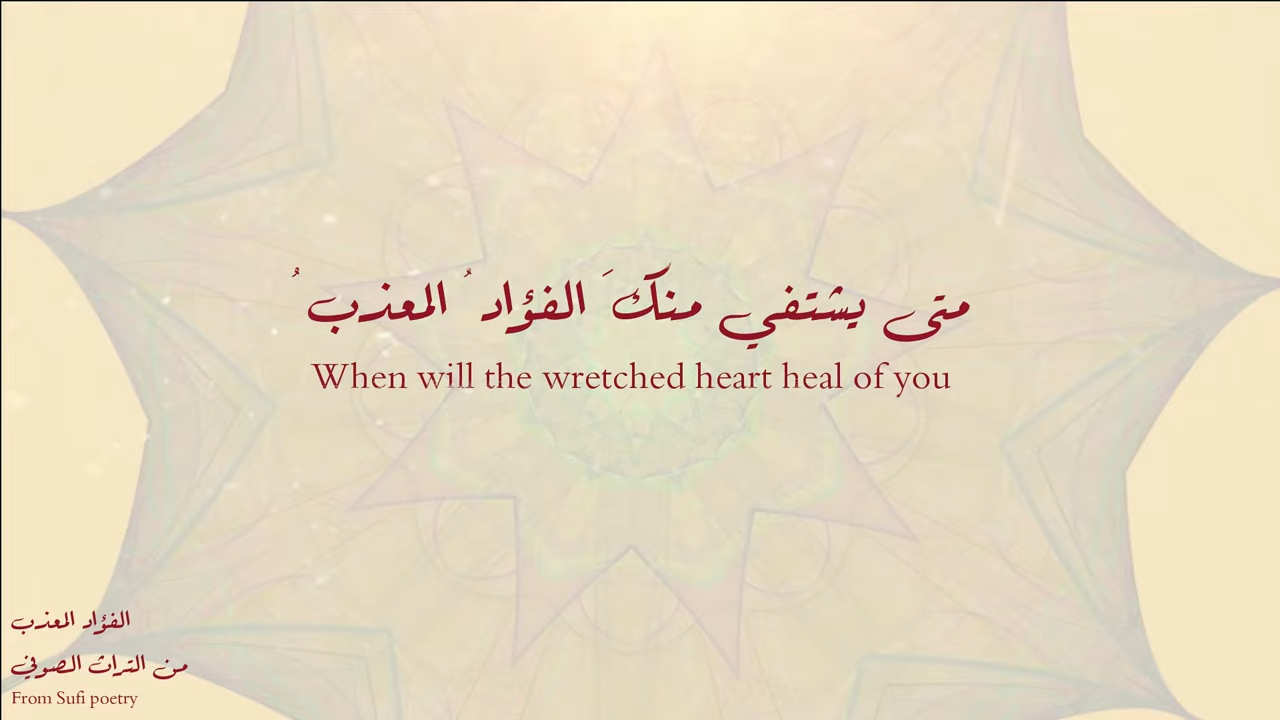 متى يشتفي منكَ الفؤادُ المعذبُ
When will the wretched heart heal of you
الفؤاد المعذب
من التراث الصوفي
From Sufi poetry